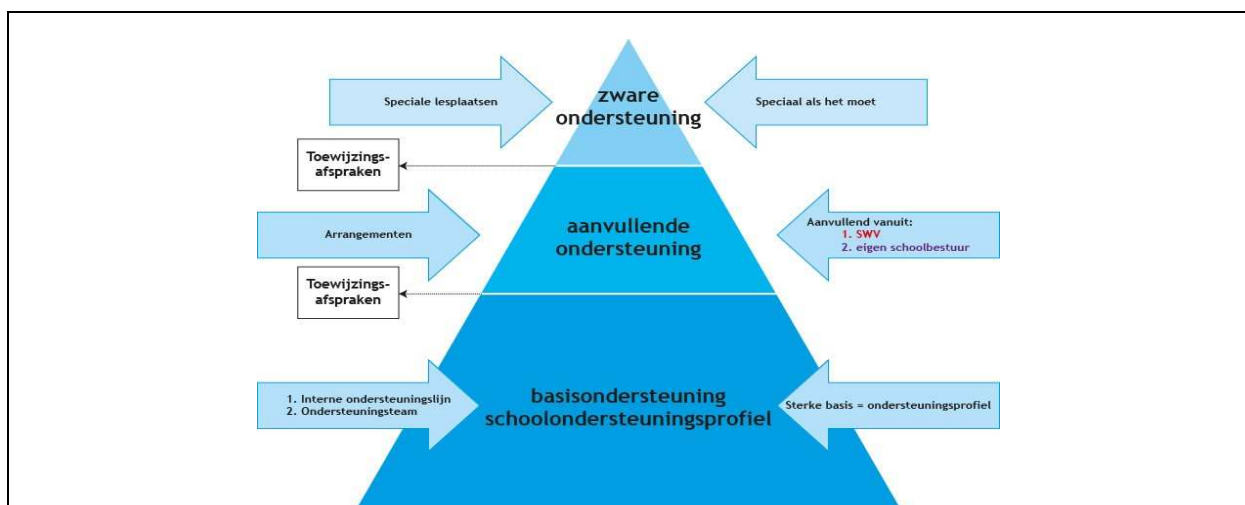 Speciale lesplaatsen
zware
ondersteuning
Speciaal als het moet
Toewijzings-
afspraken
Arrangementen
aanvullende
ondersteuning
Aanvullend vanuit:
1. SWV
2. eigen schoolbestuur
Toewijzings-
afspraken
1. Interne ondersteuningslijn
2. Ondersteuningsteam
basisondersteuning
schoolondersteuningsprofiel
Sterke basis = ondersteuningsprofiel